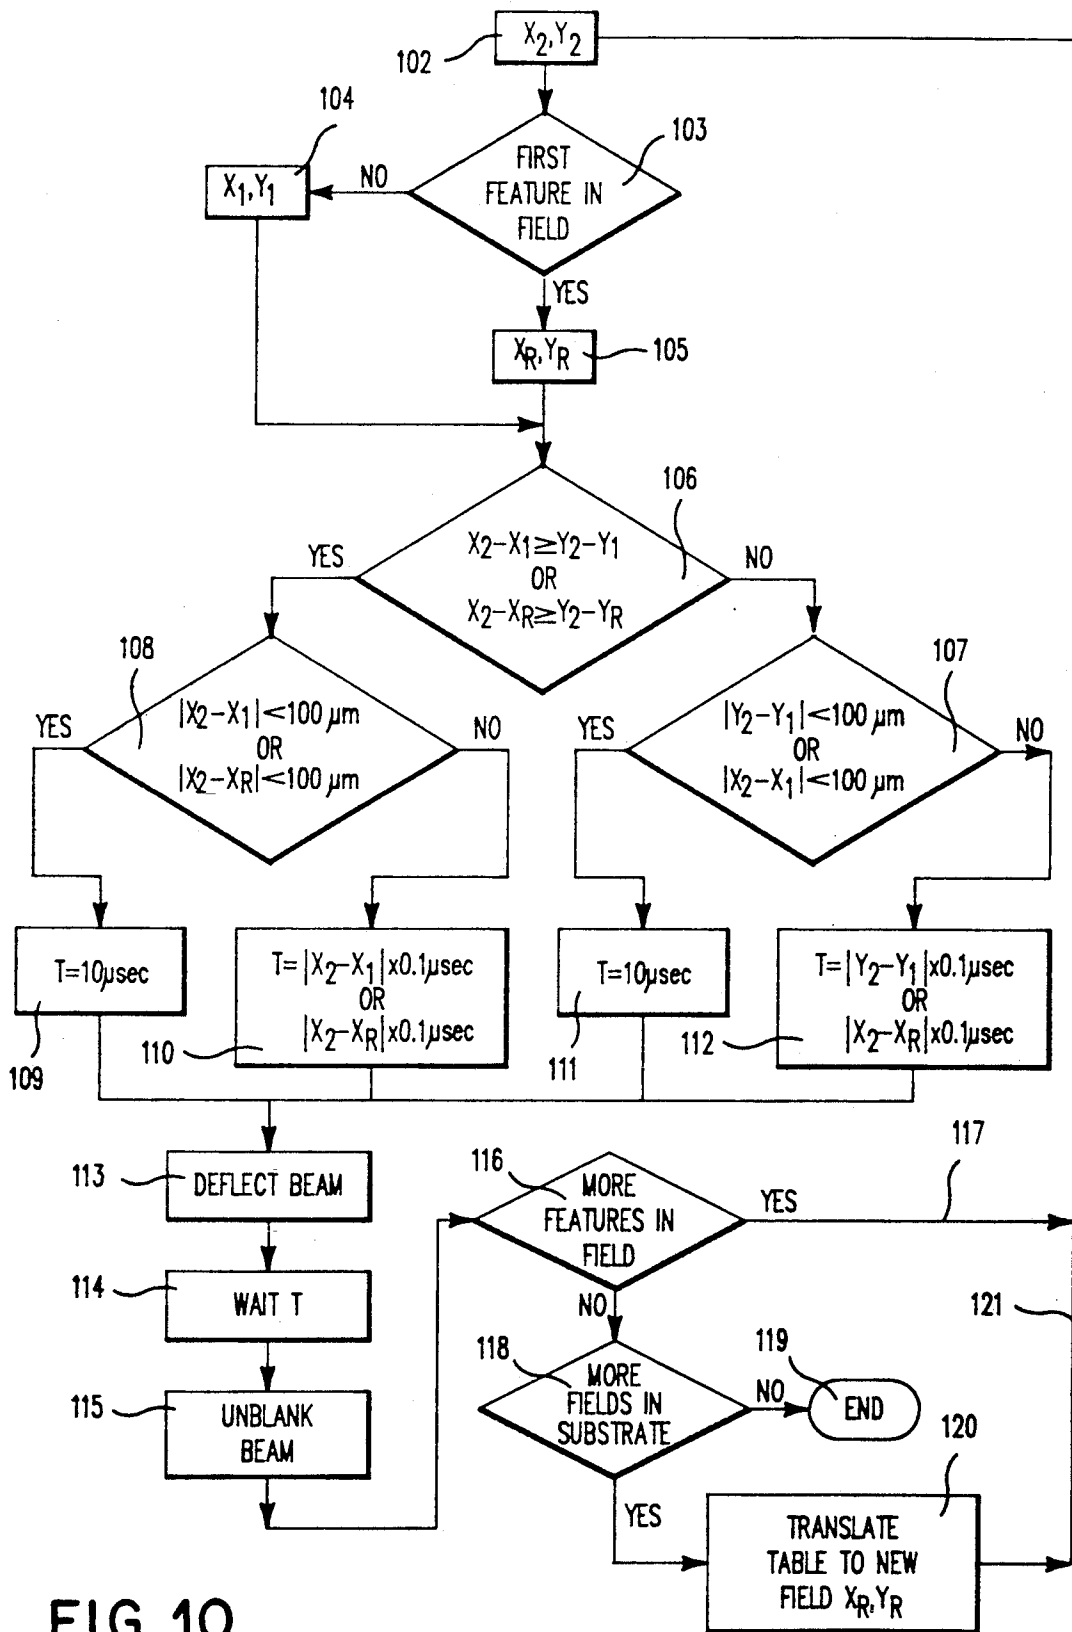 X2,Y2
102
104
103
FIRST
FEATURE IN
FIELD
NO
X1,Y1
YES
XR,YR
105
106
X2-X1≥Y2-Y1
OR
X2-XR≥Y2-YR
YES
NO
108
|X2-X1|<100 µm
OR
|X2-XR|<100 µm
YES
NO
107
|Y2-Y1|<100 µm
OR
|X2-X1|<100 µm
YES
NO
T=10µsec
109
T=|X2-X1|x0.1µsec
OR
|X2-XR|x0.1µsec
110
T=10µsec
111
T=|Y2-Y1|x0.1µsec
OR
|X2-XR|x0.1µsec
112
113
DEFLECT BEAM
114
WAIT T
115
UNBLANK
BEAM
116
MORE
FEATURES IN
FIELD
YES
117
NO
121
118
MORE
FIELDS IN
SUBSTRATE
NO
119
END
YES
120
TRANSLATE
TABLE TO NEW
FIELD XR,YR
FIG 10